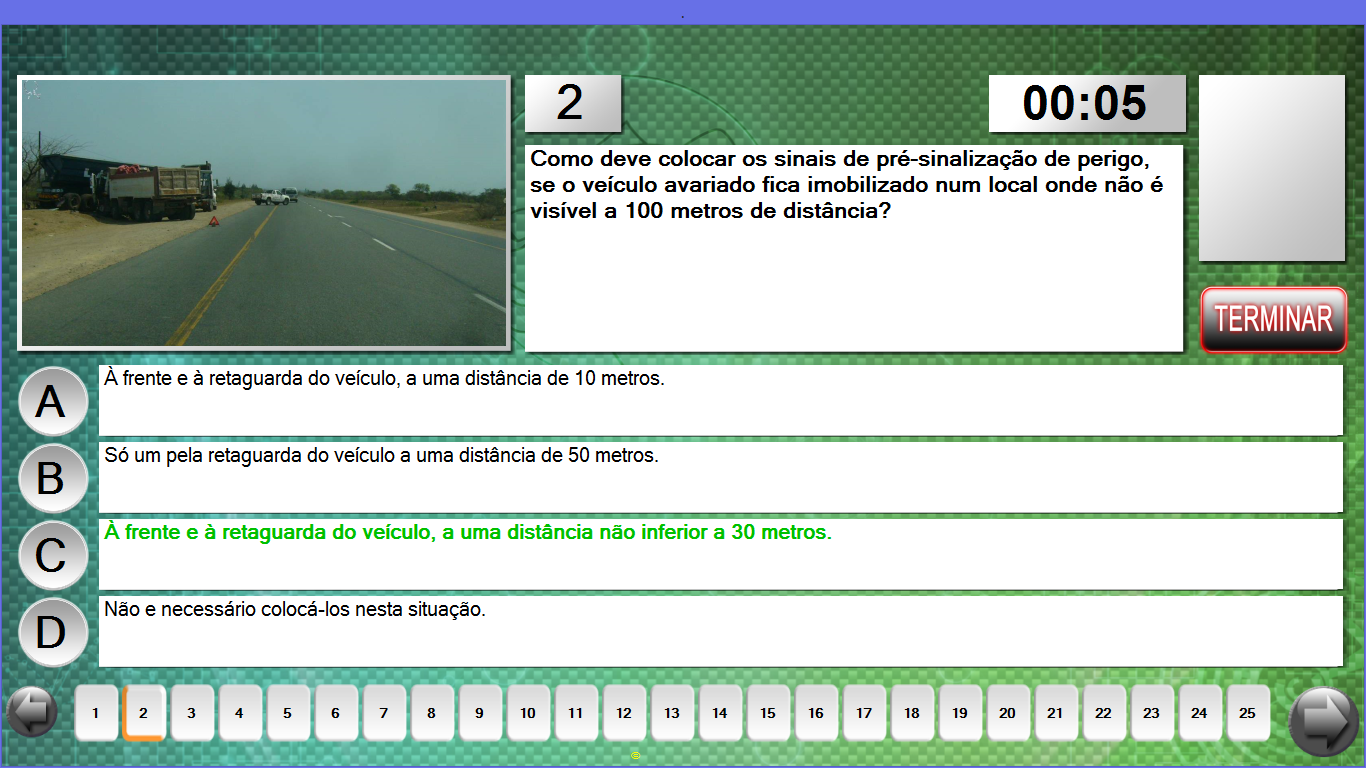 2
00:05
Como deve colocar os sinais de pré-sinalização de perigo,
se o veículo avariado fica imobilizado num local onde não é
visível a 100 metros de distância?
TERMINAR
A
À frente e à retaguarda do veículo, a uma distância de 10 metros.
B
Só um pela retaguarda do veículo a uma distância de 50 metros.
C
À frente e à retaguarda do veículo, a uma distância não inferior a 30 metros.
D
Não e necessário colocá-los nesta situação.
1 2 3 4 5 6 7 8 9 10 11 12 13 14 15 16 17 18 19 20 21 22 23 24 25